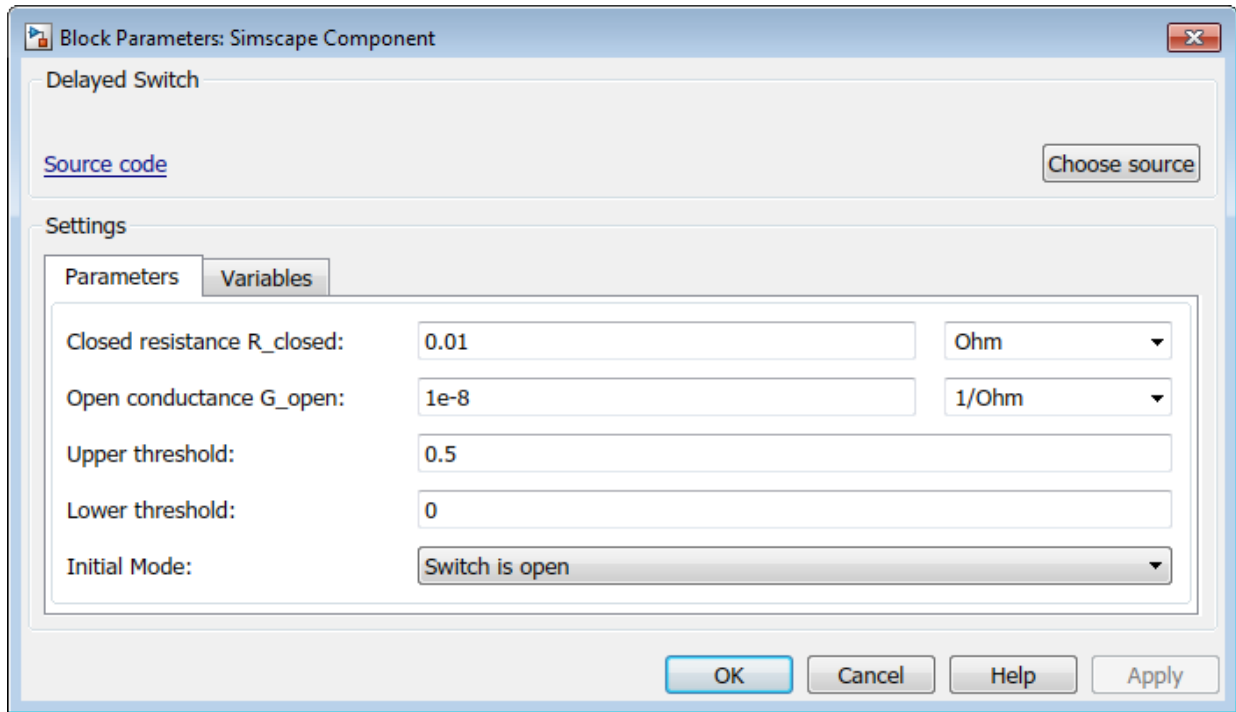 Block Parameters: Simscape Component
Delayed Switch
Source code
Choose source
Settings
Parameters Variables
Closed resistance R_closed: 0.01 Ohm
Open conductance G_open: 1e-8 1/Ohm
Upper threshold: 0.5
Lower threshold: 0
Initial Mode: Switch is open
OK Cancel Help Apply